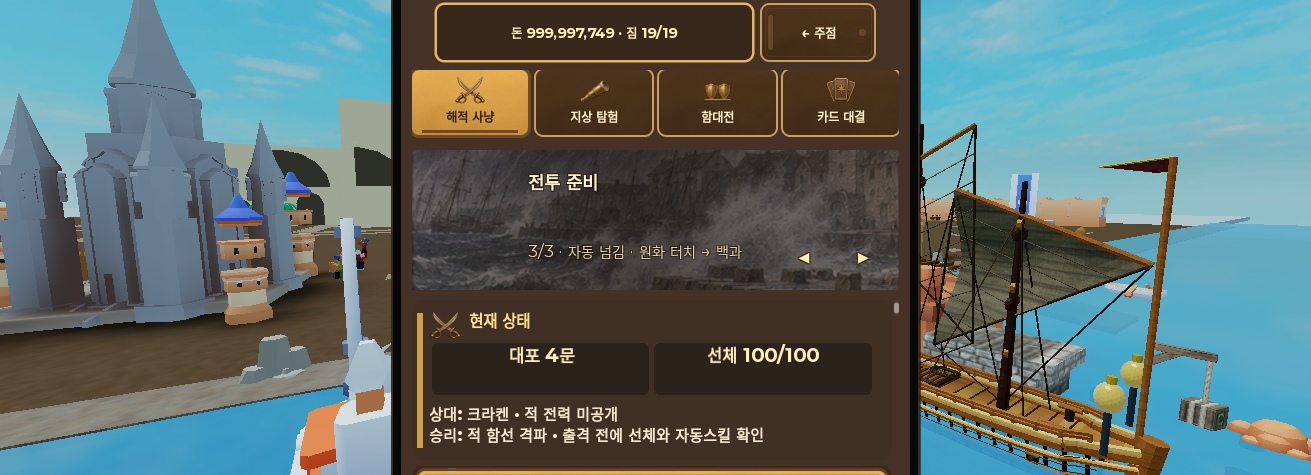 돈 999,997,749 · 짐 19/19
← 주점
해적 사냥
지상 탐험
함대전
카드 대결
전투 준비
3/3 · 자동 넘김 · 원화 터치 → 백과
◀ ▶
현재 상태
대포 4문
선체 100/100
상대: 크라켄 • 적 전력 미공개
승리: 적 함선 격파 • 출격 전에 선체와 자동스킬 확인